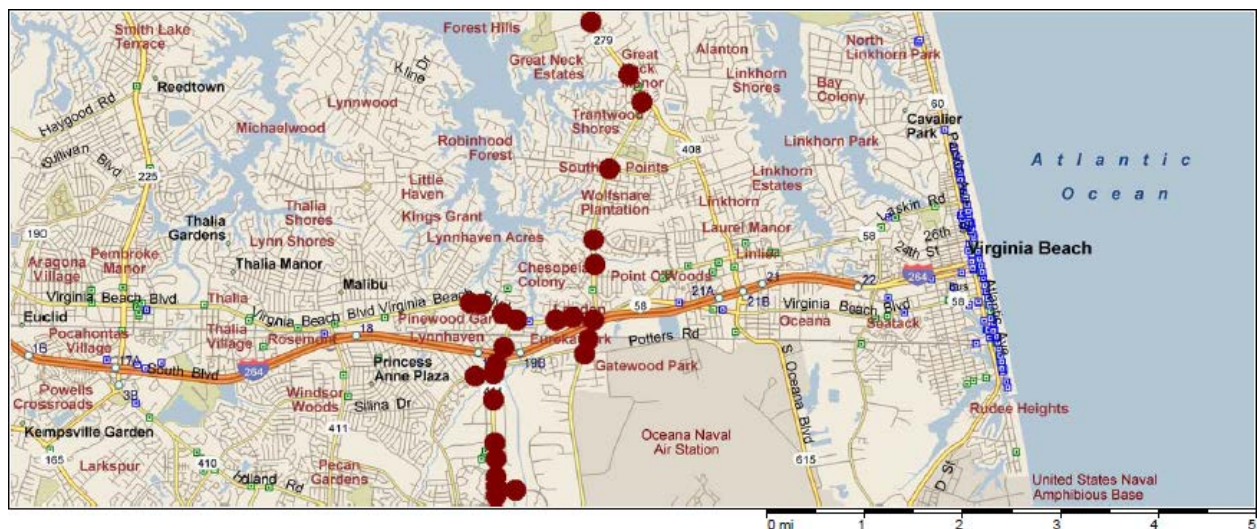 Forest Hills
Smith Lake
Terrace
279
Great Neck
Estates
Great
Neck
Manor
Alanton
North
Linkhorn Park
Kline Dr
Reedtown
Linkhorn
Shores
Bay
Colony
60
Haygood Rd
Lynnwood
Trantwood
Shores
Cavalier
Park
Michaelwood
Robinhood
Forest
408
Linkhorn Park
Atlantic
Ocean
Sullivan Blvd
225
Little
Haven
Linkhorn
Estates
Wolfsnare
Plantation
Linkhorn
Thalia
Shores
Kings Grant
Laskin Rd
Thalia
Gardens
190
Lynn Shores
Lynnhaven Acres
Laurel Manor
58
26th
24th St
Virginia Beach
Pembroke
Manor
Aragona
Village
Thalia Manor
Chesopeian
Colony
Point O'Woods
Linlier
264
22
21
21A
21B
Malibu
Bus
58
Virginia Beach Blvd
Thalia
Virginia Beach Blvd
Virginia Beach
58
Virginia Beach Blvd
Euclid
Pinewood Gardens
Oceana
Seatack
Atlantic Ave
Pocahontas
Village
Thalia
Village
Rosemont
18
Lynnhaven
Eureka Park
Potters Rd
1B
17A
South Blvd
264
Princess
Anne Plaza
19B
Gatewood Park
S Oceana Blvd
Powells
Crossroads
3B
Windsor
Woods
Silina Dr
Rudee Heights
Kempsville Garden
411
Oceana Naval
Air Station
165
Larkspur
410
Holland Rd
Pecan
Gardens
615
D St
United States Naval
Amphibious Base
0 mi
1
2
3
4
5